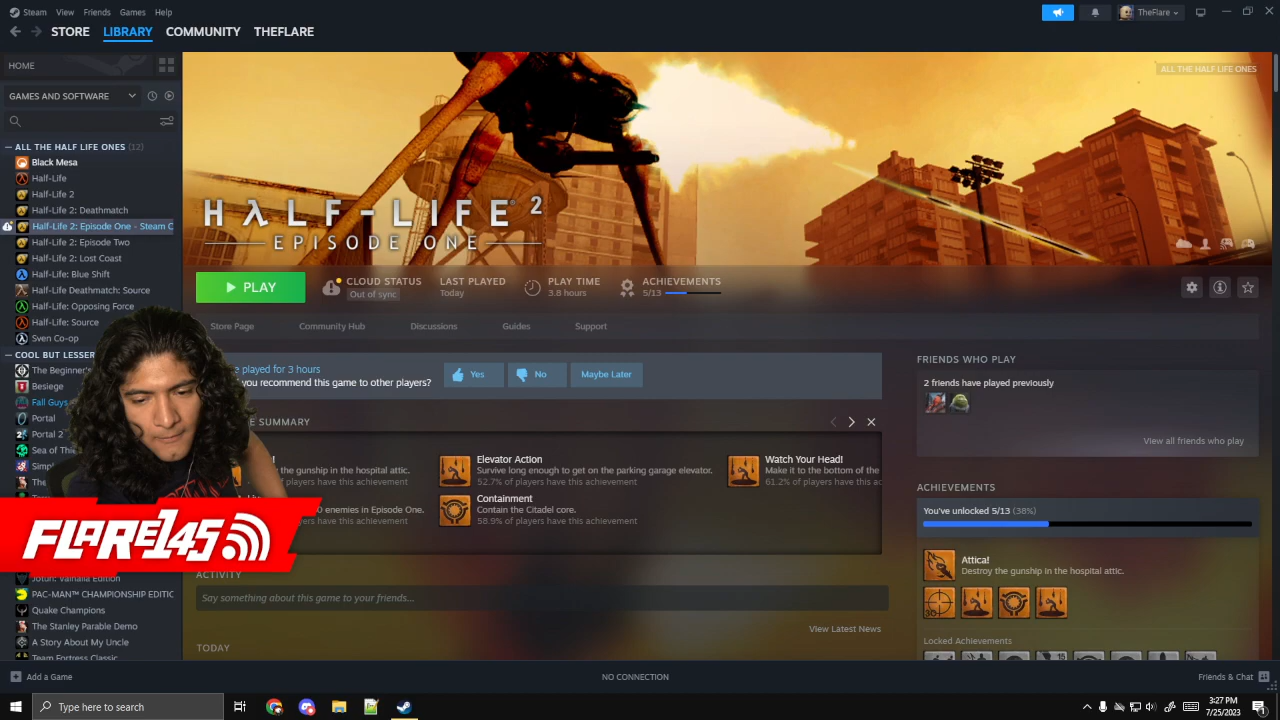 Steam View Friends Games Help
TheFlare
STORE LIBRARY COMMUNITY THEFLARE
HOME
ALL THE HALF LIFE ONES
GAMES AND SOFTWARE
ALL THE HALF LIFE ONES (12)
Black Mesa
Half-Life
Half-Life 2
Half-Life 2: Deathmatch
Half-Life 2: Episode One - Steam C
Half-Life 2: Episode Two
Half-Life 2: Lost Coast
Half-Life: Blue Shift
Half-Life Deathmatch: Source
Half-Life: Opposing Force
Half-Life: Source
Sven Co-op
COOL BUT LESSER
The Beginner's
Besiege
Fall Guys
Portal
Portal 2
Sea of Thie
Simpl
The
Jotun: Valhalla Edition
PAC-MAN™ CHAMPIONSHIP EDITIC
Quake Champions
The Stanley Parable Demo
A Story About My Uncle
Team Fortress Classic
HΛLF-LIFE® 2
EPISODE ONE
PLAY
CLOUD STATUS
Out of sync
LAST PLAYED
Today
PLAY TIME
3.8 hours
ACHIEVEMENTS
5/13
Store Page Community Hub Discussions Guides Support
e played for 3 hours
you recommend this game to other players?
Yes No Maybe Later
E SUMMARY
!
the gunship in the hospital attic.
ers have this achievement
Elevator Action
Survive long enough to get on the parking garage elevator.
52.7% of players have this achievement
Watch Your Head!
Make it to the bottom of the
61.2% of players have this ac
0 enemies in Episode One.
ers have this achievement
Containment
Contain the Citadel core.
58.9% of players have this achievement
FLARE145
ACTIVITY
Say something about this game to your friends...
View Latest News
TODAY
FRIENDS WHO PLAY
2 friends have played previously
View all friends who play
ACHIEVEMENTS
You've unlocked 5/13 (38%)
Attica!
Destroy the gunship in the hospital attic.
30
Locked Achievements
15
Add a Game
NO CONNECTION
Friends & Chat
Type here to search
3:27 PM
7/25/2023
1